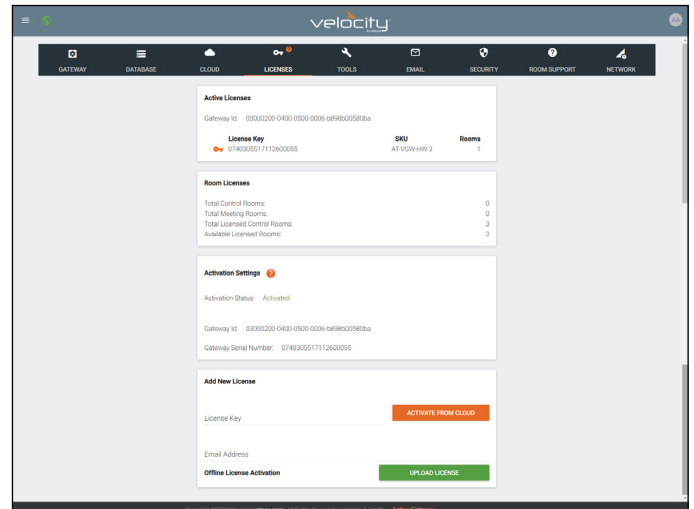 velocity
AA
GATEWAY
DATABASE
CLOUD
LICENSES
TOOLS
EMAIL
SECURITY
ROOM SUPPORT
NETWORK
Active Licenses
Gateway Id: 03000200-0400-0500-0006-b898b00580ba
License Key SKU Rooms
0740305517112600055 AT-VGW-HW-3 1
Room Licenses
Total Control Rooms: 0
Total Meeting Rooms: 0
Total Licensed Control Rooms: 3
Available Licensed Rooms: 3
Activation Settings ?
Activation Status: Activated
Gateway Id: 03000200-0400-0500-0006-b898b00580ba
Gateway Serial Number: 0740305517112600055
Add New License
License Key
ACTIVATE FROM CLOUD
Email Address
Offline License Activation
UPLOAD LICENSE